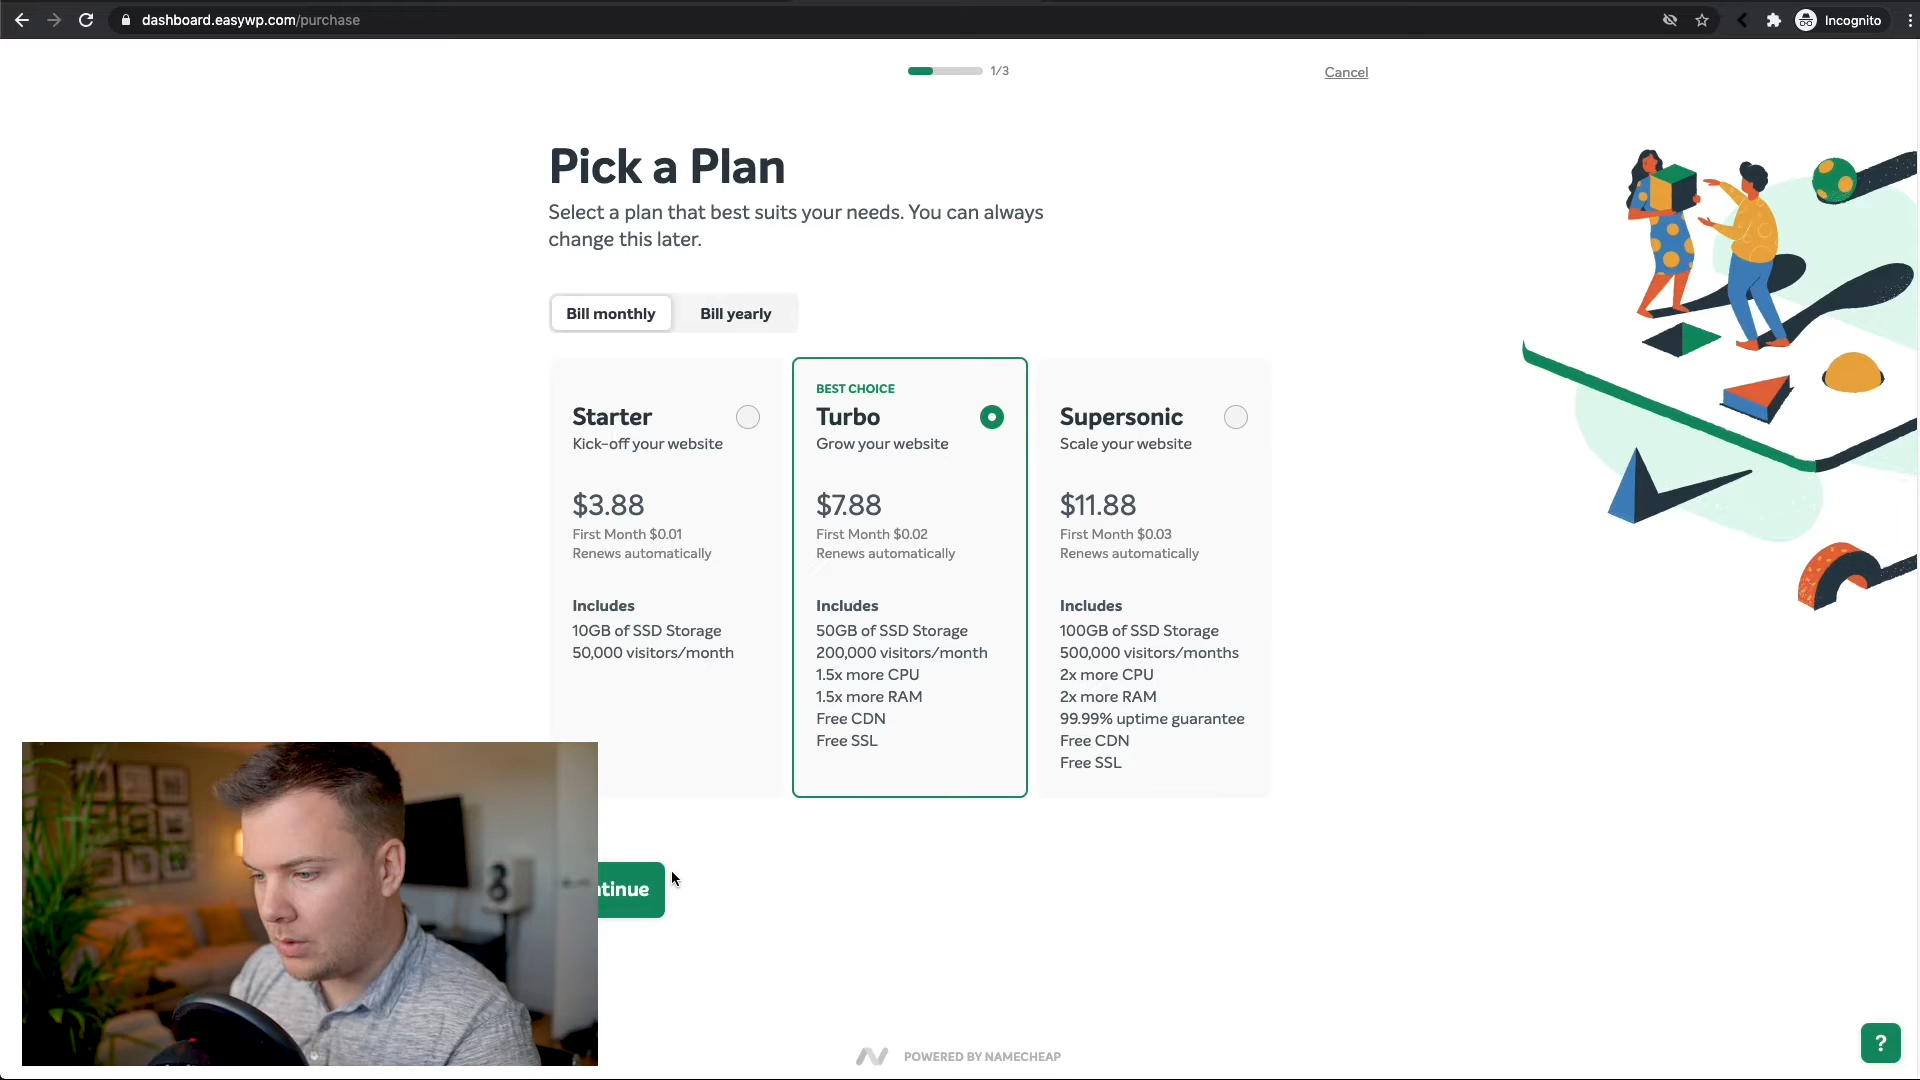 dashboard.easywp.com/purchase
Incognito
1/3
Cancel
Pick a Plan
Select a plan that best suits your needs. You can always
change this later.
Bill monthly
Bill yearly
Starter
Kick-off your website
$3.88
First Month $0.01
Renews automatically
Includes
10GB of SSD Storage
50,000 visitors/month
BEST CHOICE
Turbo
Grow your website
$7.88
First Month $0.02
Renews automatically
Includes
50GB of SSD Storage
200,000 visitors/month
1.5x more CPU
1.5x more RAM
Free CDN
Free SSL
Supersonic
Scale your website
$11.88
First Month $0.03
Renews automatically
Includes
100GB of SSD Storage
500,000 visitors/months
2x more CPU
2x more RAM
99.99% uptime guarantee
Free CDN
Free SSL
ntinue
POWERED BY NAMECHEAP
?